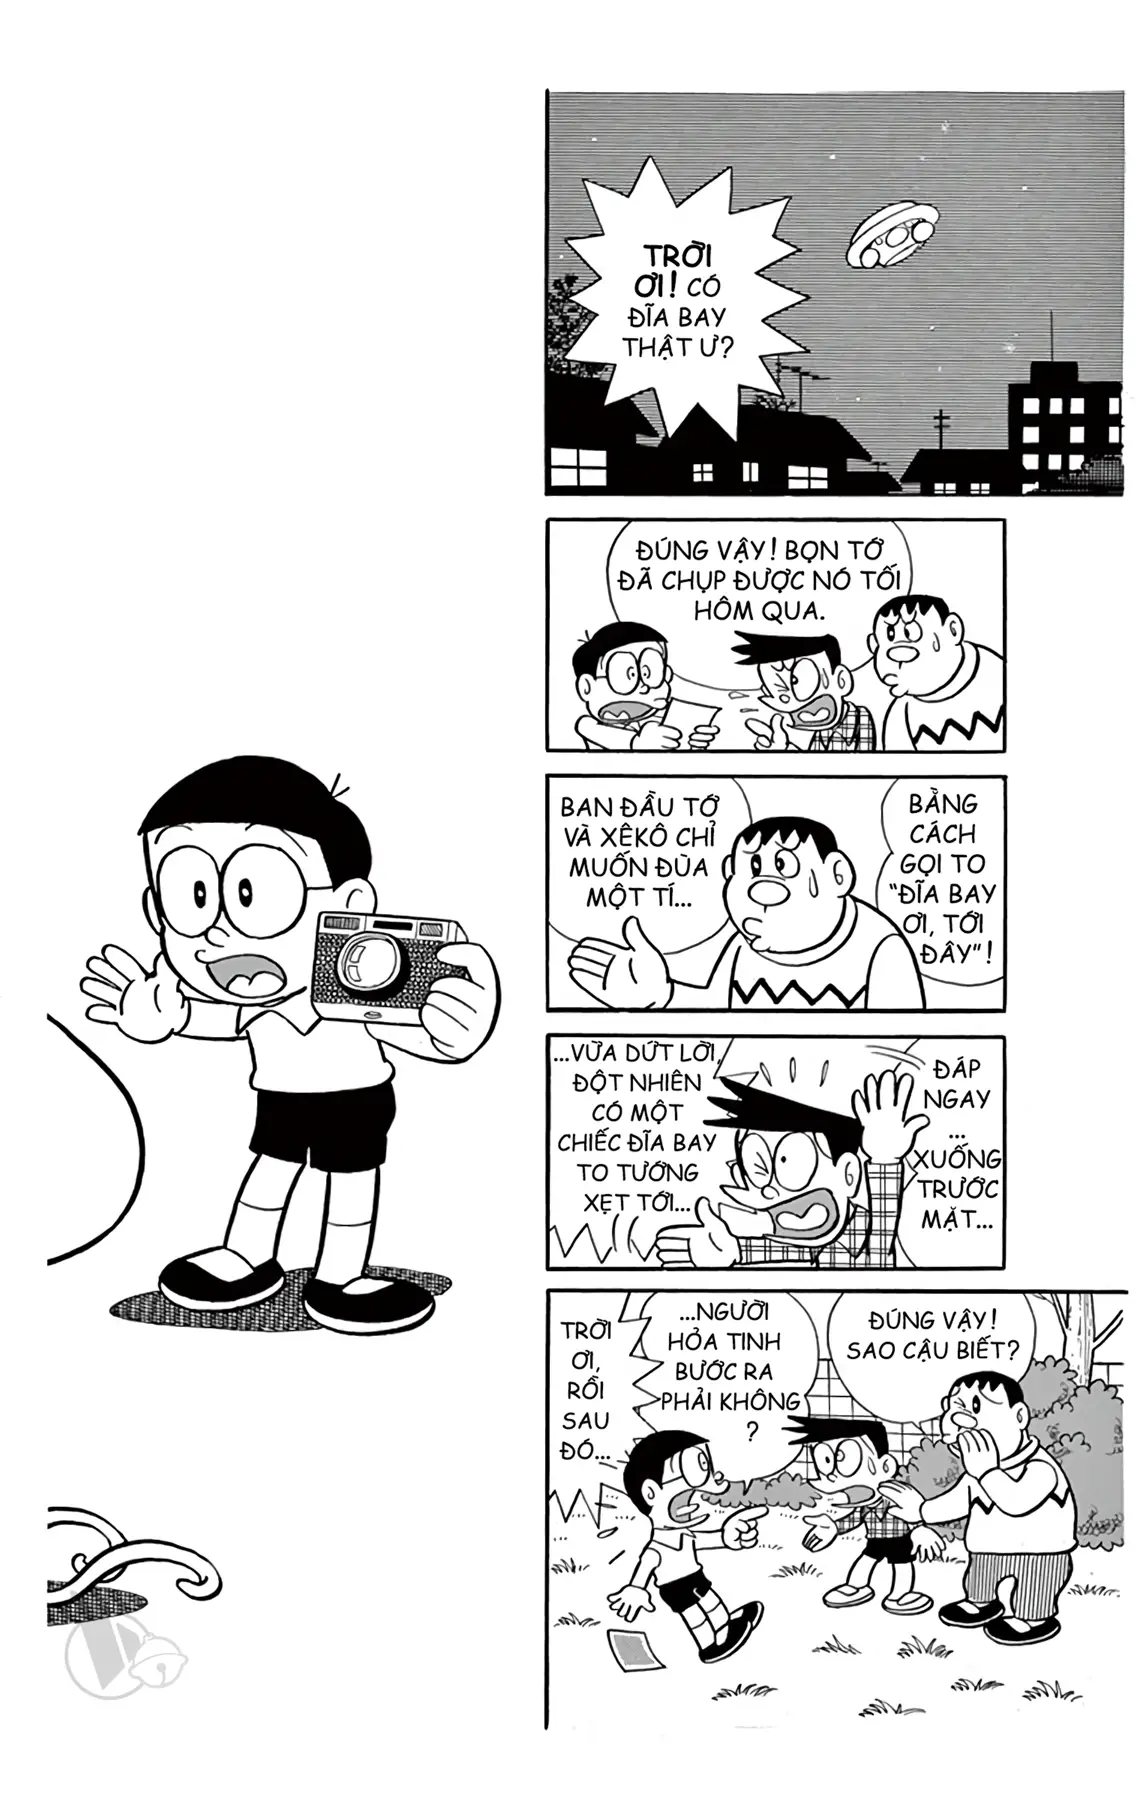 TRỜI
ƠI! CÓ
ĐĨA BAY
THẬT Ư?
ĐÚNG VẬY! BỌN TỚ
ĐÃ CHỤP ĐƯỢC NÓ TỐI
HÔM QUA.
BAN ĐẦU TỚ
VÀ XÊKÔ CHỈ
MUỐN ĐÙA
MỘT TÍ...
BẰNG
CÁCH
GỌI TO
"ĐĨA BAY
ƠI, TỚI
ĐÂY"!
...VỪA DỨT LỜI,
ĐỘT NHIÊN
CÓ MỘT
CHIẾC ĐĨA BAY
TO TƯỚNG
XẸT TỚI...
ĐÁP
NGAY
...
XUỐNG
TRƯỚC
MẶT...
TRỜI
ƠI,
RỒI
SAU
ĐÓ...
...NGƯỜI
HỎA TINH
BƯỚC RA
PHẢI KHÔNG
?
ĐÚNG VẬY!
SAO CẬU BIẾT?